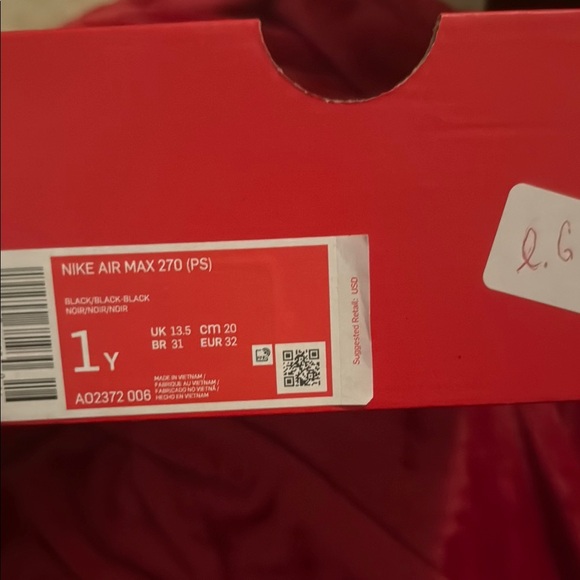 NIKE AIR MAX 270 (PS)
BLACK/BLACK-BLACK
NOIR/NOIR/NOIR
1Y
UK 13.5 cm 20
BR 31 EUR 32
MADE IN VIETNAM /
FABRIQUÉ AU VIETNAM /
FABRICADO NO VIETNÃ /
HECHO EN VIETNAM
AO2372 006
Suggested Retail: USD